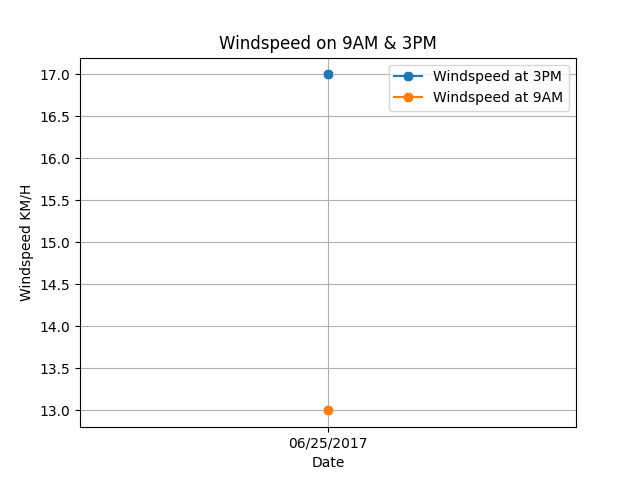 Windspeed on 9AM & 3PM
Windspeed at 3PM
Windspeed at 9AM
Windspeed KM/H
17.0
16.5
16.0
15.5
15.0
14.5
14.0
13.5
13.0
06/25/2017
Date